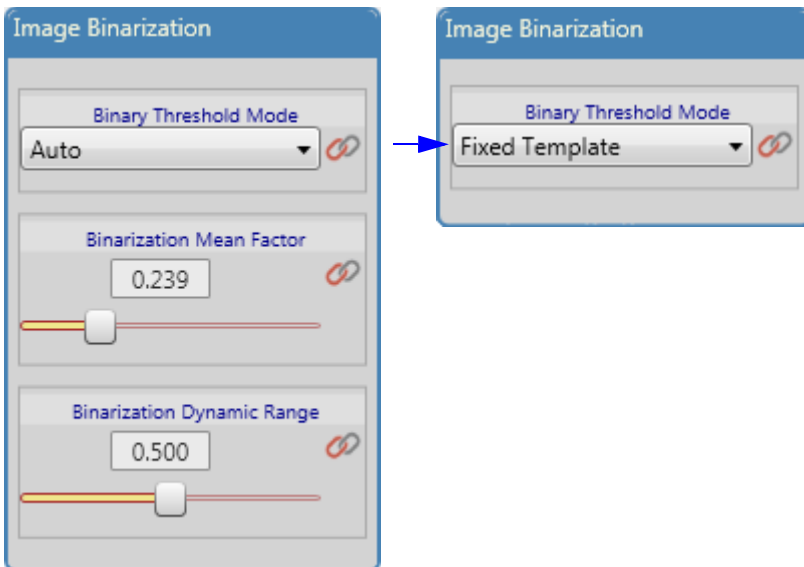 Image Binarization
Binary Threshold Mode
Auto
Binarization Mean Factor
0.239
Binarization Dynamic Range
0.500
Image Binarization
Binary Threshold Mode
Fixed Template